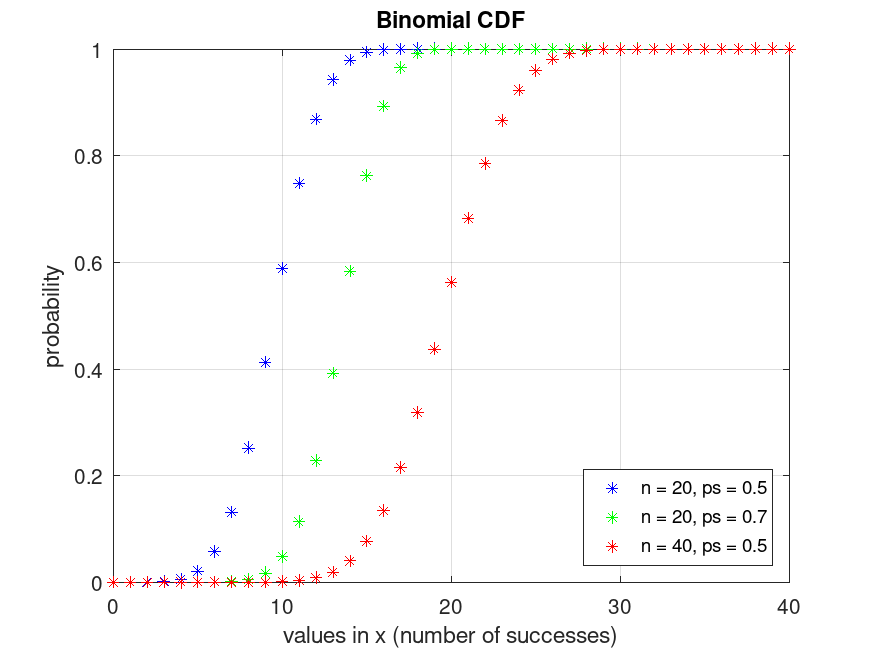 Binomial CDF
1
0.8
0.6
0.4
0.2
0
probability
0 10 20 30 40
values in x (number of successes)
n = 20, ps = 0.5
n = 20, ps = 0.7
n = 40, ps = 0.5